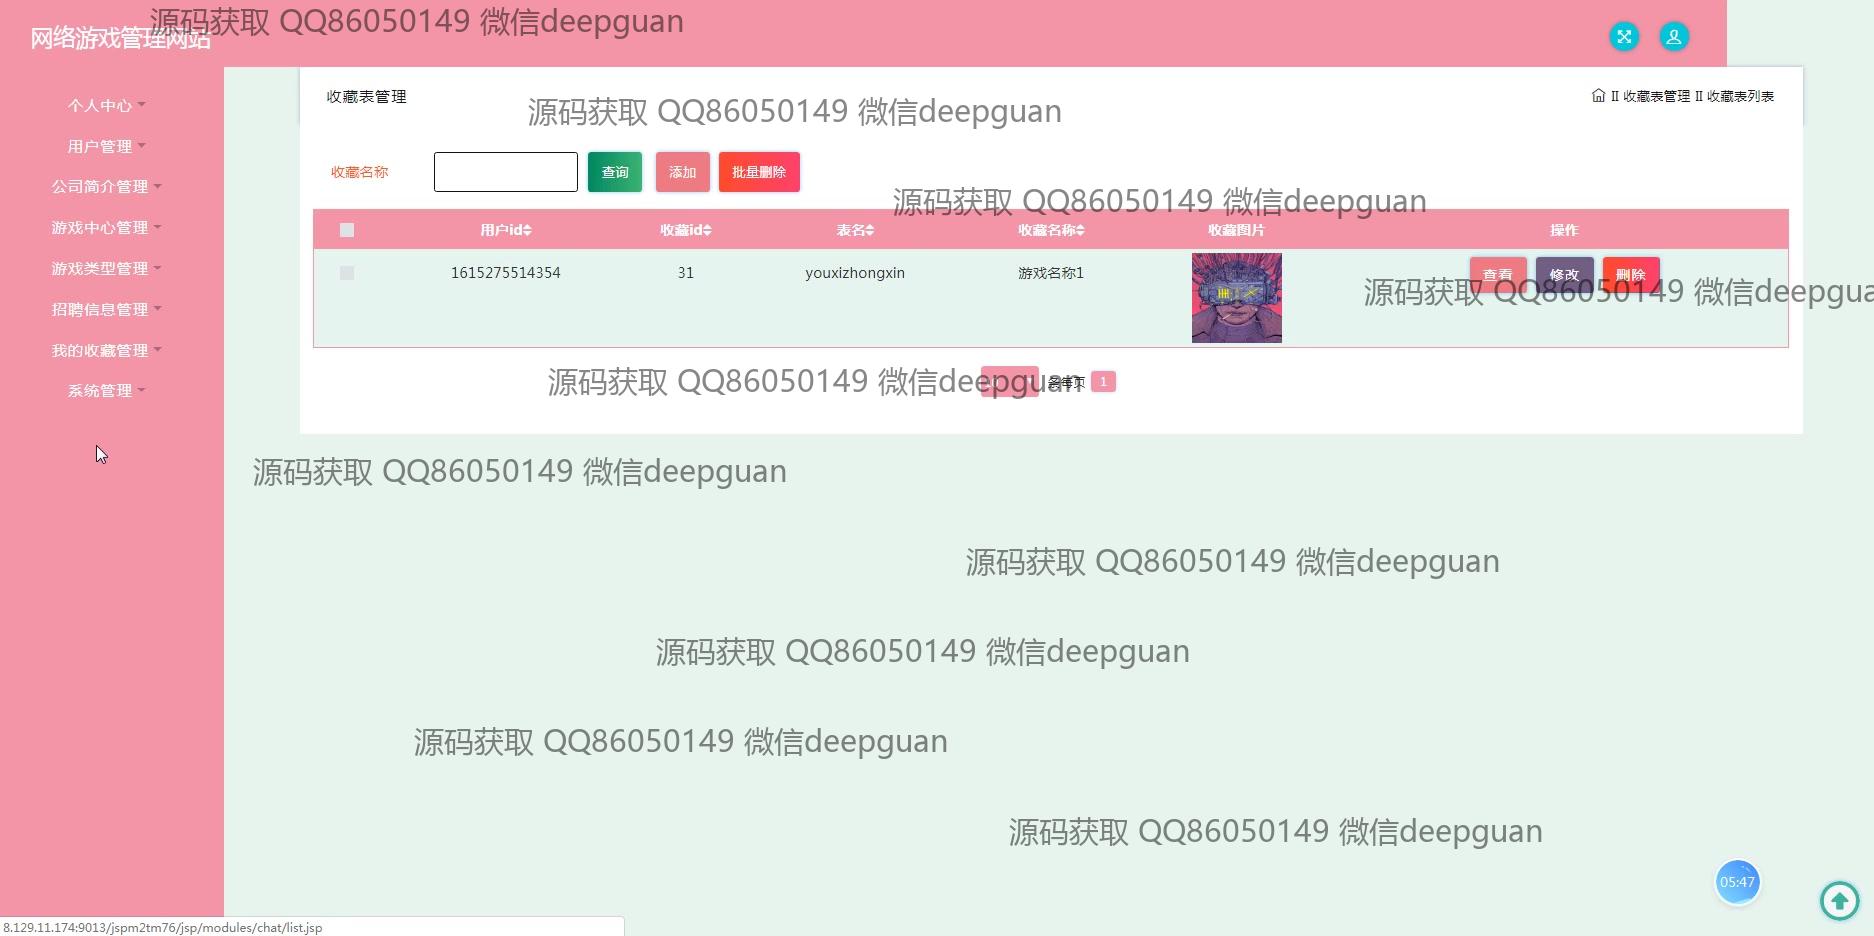 源码获取 QQ86050149 微信deepguan
网络游戏管理网站
个人中心
用户管理
公司简介管理
游戏中心管理
游戏类型管理
招聘信息管理
我的收藏管理
系统管理
收藏表管理
源码获取 QQ86050149 微信deepguan
II 收藏表管理 II 收藏表列表
收藏名称 查询 添加 批量删除
源码获取 QQ86050149 微信deepguan
用户id 收藏id 表名 收藏名称 收藏图片 操作
1615275514354 31 youxizhongxin 游戏名称1 查看 修改 删除
源码获取 QQ86050149 微信deepgua
源码获取 QQ86050149 微信deepguan
条每页 1
源码获取 QQ86050149 微信deepguan
源码获取 QQ86050149 微信deepguan
源码获取 QQ86050149 微信deepguan
源码获取 QQ86050149 微信deepguan
源码获取 QQ86050149 微信deepguan
05:47
8.129.11.174:9013/jspm2tm76/jsp/modules/chat/list.jsp